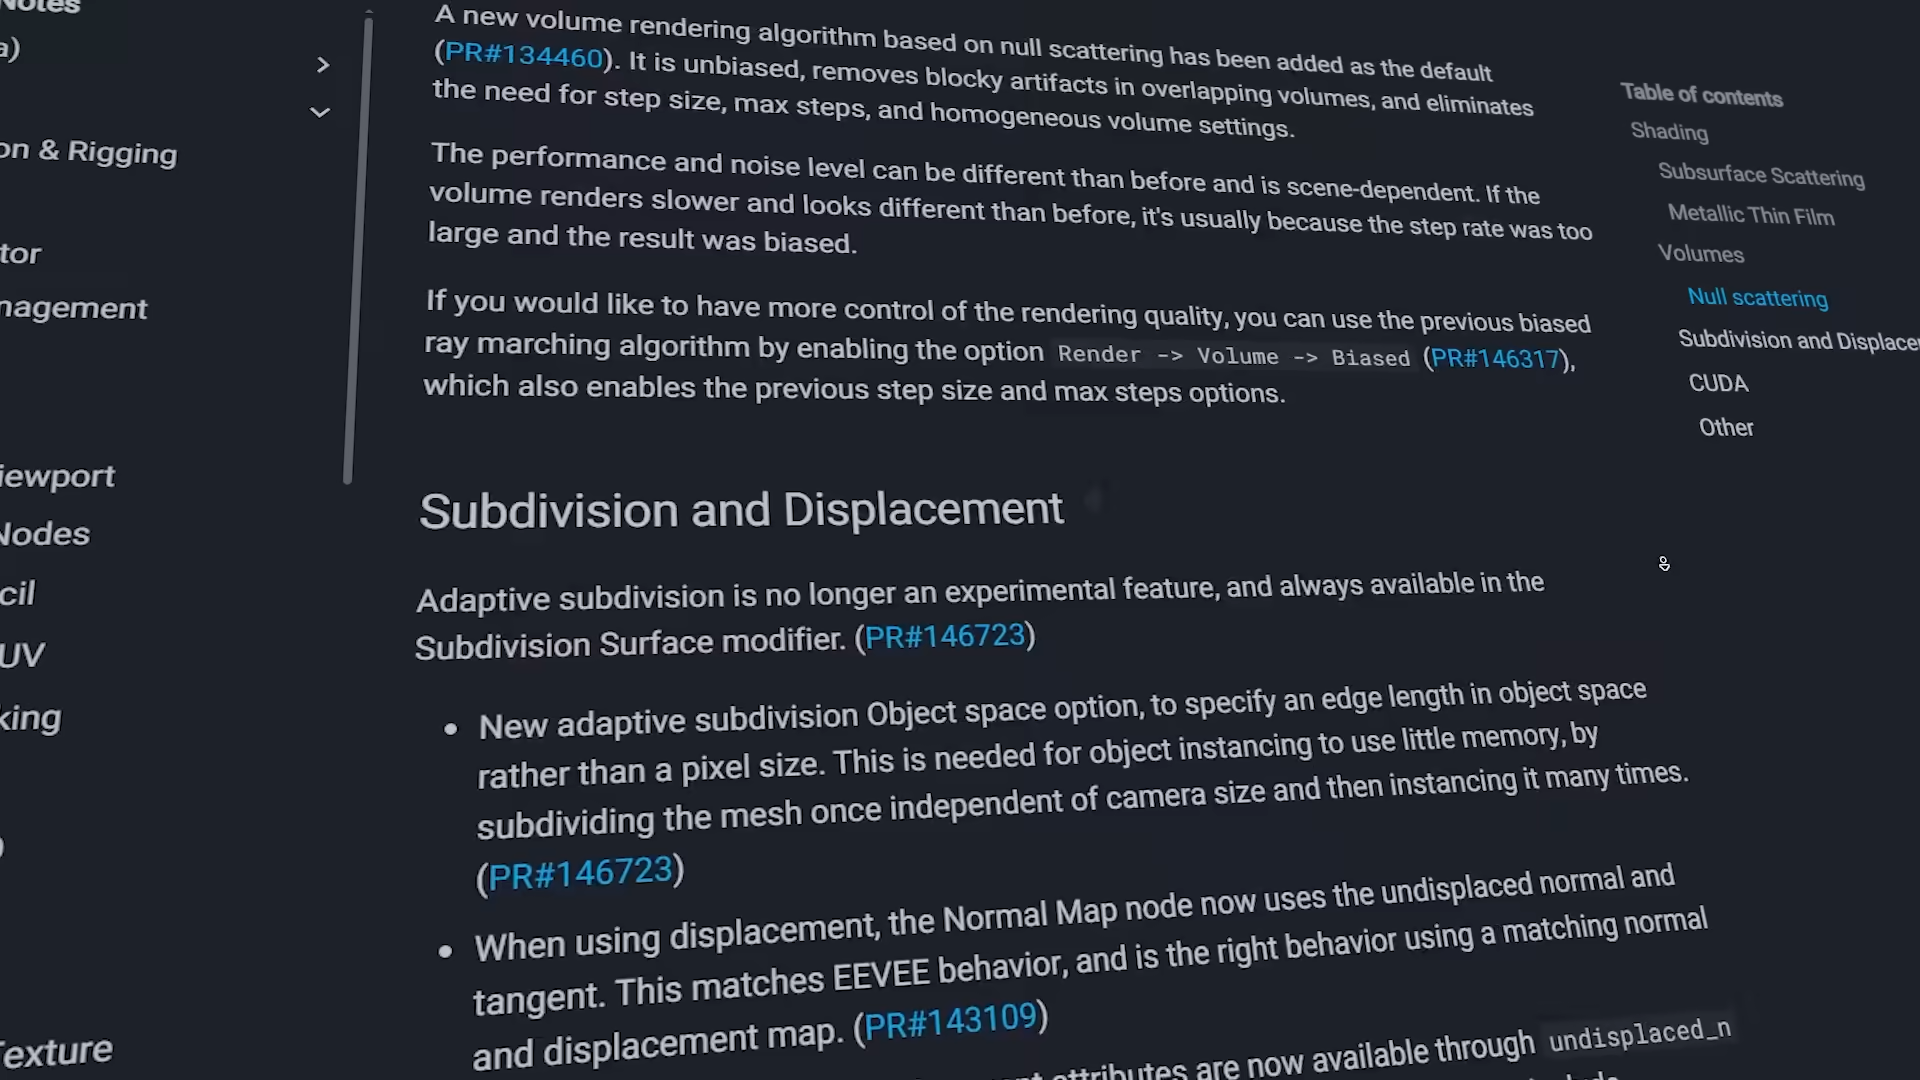 Notes
a)
on & Rigging
tor
nagement
iewport
Nodes
cil
UV
king
Texture
A new volume rendering algorithm based on null scattering has been added as the default
(PR#134460). It is unbiased, removes blocky artifacts in overlapping volumes, and eliminates
the need for step size, max steps, and homogeneous volume settings.
The performance and noise level can be different than before and is scene-dependent. If the
volume renders slower and looks different than before, it's usually because the step rate was too
large and the result was biased.
If you would like to have more control of the rendering quality, you can use the previous biased
ray marching algorithm by enabling the option Render -> Volume -> Biased (PR#146317),
which also enables the previous step size and max steps options.
Subdivision and Displacement
Adaptive subdivision is no longer an experimental feature, and always available in the
Subdivision Surface modifier. (PR#146723)
• New adaptive subdivision Object space option, to specify an edge length in object space
rather than a pixel size. This is needed for object instancing to use little memory, by
subdividing the mesh once independent of camera size and then instancing it many times.
(PR#146723)
• When using displacement, the Normal Map node now uses the undisplaced normal and
tangent. This matches EEVEE behavior, and is the right behavior using a matching normal
and displacement map. (PR#143109)
attributes are now available through undisplaced_n
Table of contents
Shading
Subsurface Scattering
Metallic Thin Film
Volumes
Null scattering
Subdivision and Displace
CUDA
Other